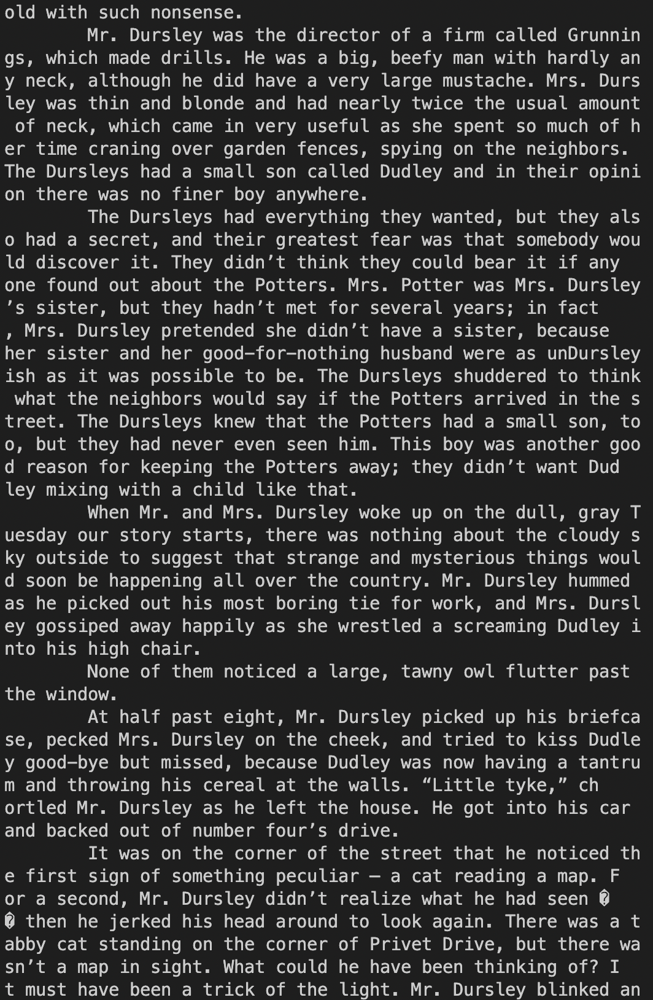 old with such nonsense.
        Mr. Dursley was the director of a firm called Grunnin
gs, which made drills. He was a big, beefy man with hardly an
y neck, although he did have a very large mustache. Mrs. Durs
ley was thin and blonde and had nearly twice the usual amount
 of neck, which came in very useful as she spent so much of h
er time craning over garden fences, spying on the neighbors.
The Dursleys had a small son called Dudley and in their opini
on there was no finer boy anywhere.
        The Dursleys had everything they wanted, but they als
o had a secret, and their greatest fear was that somebody wou
ld discover it. They didn’t think they could bear it if any
one found out about the Potters. Mrs. Potter was Mrs. Dursley
’s sister, but they hadn’t met for several years; in fact
, Mrs. Dursley pretended she didn’t have a sister, because
her sister and her good-for-nothing husband were as unDursley
ish as it was possible to be. The Dursleys shuddered to think
 what the neighbors would say if the Potters arrived in the s
treet. The Dursleys knew that the Potters had a small son, to
o, but they had never even seen him. This boy was another goo
d reason for keeping the Potters away; they didn’t want Dud
ley mixing with a child like that.
        When Mr. and Mrs. Dursley woke up on the dull, gray T
uesday our story starts, there was nothing about the cloudy s
ky outside to suggest that strange and mysterious things woul
d soon be happening all over the country. Mr. Dursley hummed
as he picked out his most boring tie for work, and Mrs. Dursl
ey gossiped away happily as she wrestled a screaming Dudley i
nto his high chair.
        None of them noticed a large, tawny owl flutter past
the window.
        At half past eight, Mr. Dursley picked up his briefca
se, pecked Mrs. Dursley on the cheek, and tried to kiss Dudle
y good-bye but missed, because Dudley was now having a tantru
m and throwing his cereal at the walls. “Little tyke,” ch
ortled Mr. Dursley as he left the house. He got into his car
and backed out of number four’s drive.
        It was on the corner of the street that he noticed th
e first sign of something peculiar — a cat reading a map. F
or a second, Mr. Dursley didn’t realize what he had seen �
� then he jerked his head around to look again. There was a t
abby cat standing on the corner of Privet Drive, but there wa
sn’t a map in sight. What could he have been thinking of? I
t must have been a trick of the light. Mr. Dursley blinked an